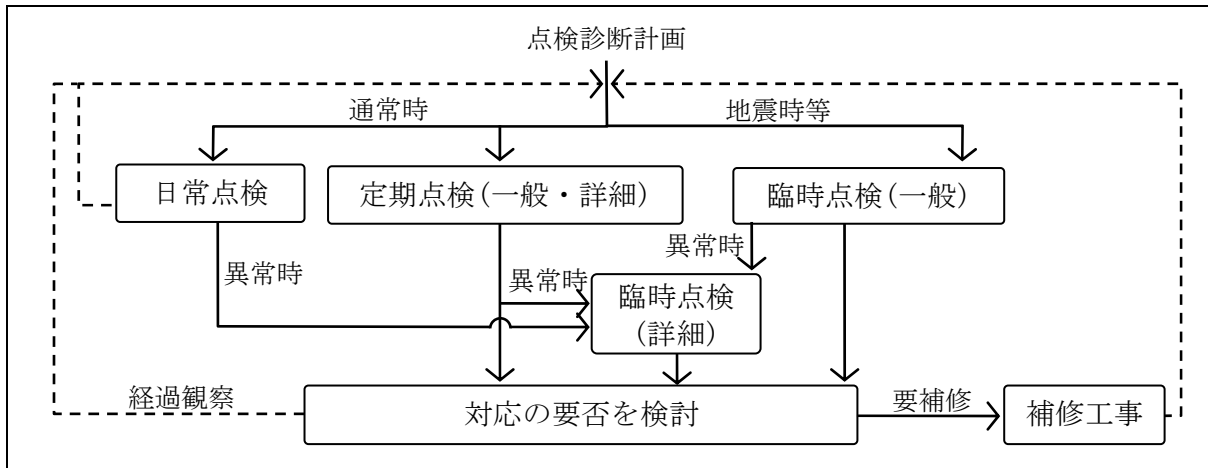 点検診断計画
通常時
地震時等
日常点検
定期点検(一般・詳細)
臨時点検(一般)
異常時
異常時
異常時
臨時点検
(詳細)
経過観察
対応の要否を検討
要補修
補修工事